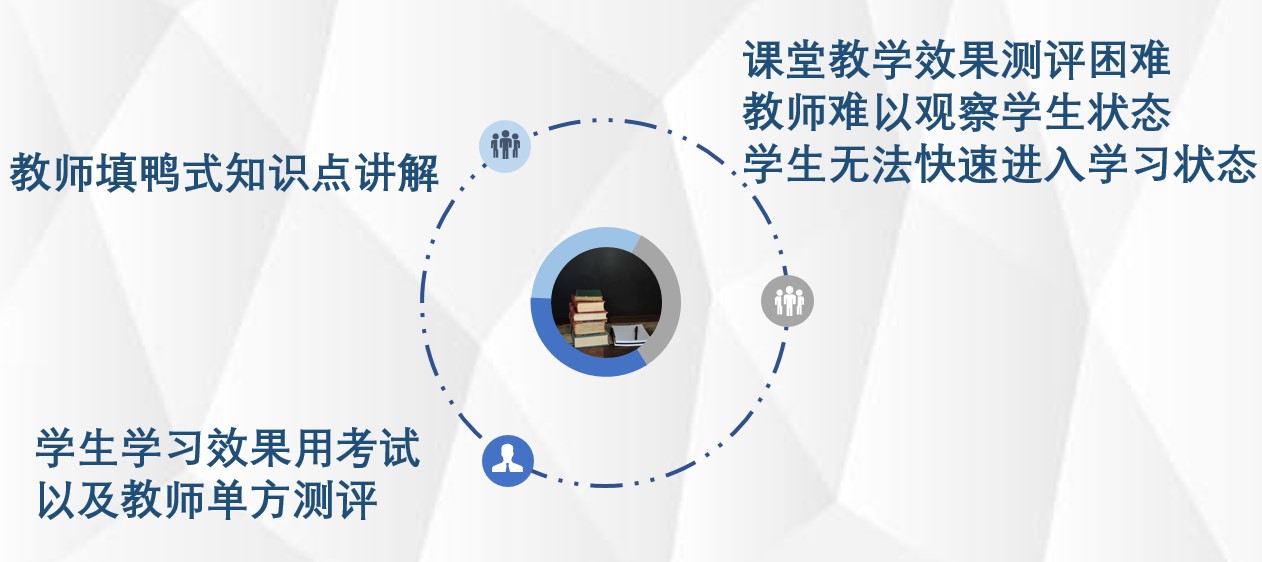 课堂教学效果测评困难
教师难以观察学生状态
学生无法快速进入学习状态
教师填鸭式知识点讲解
学生学习效果用考试
以及教师单方测评